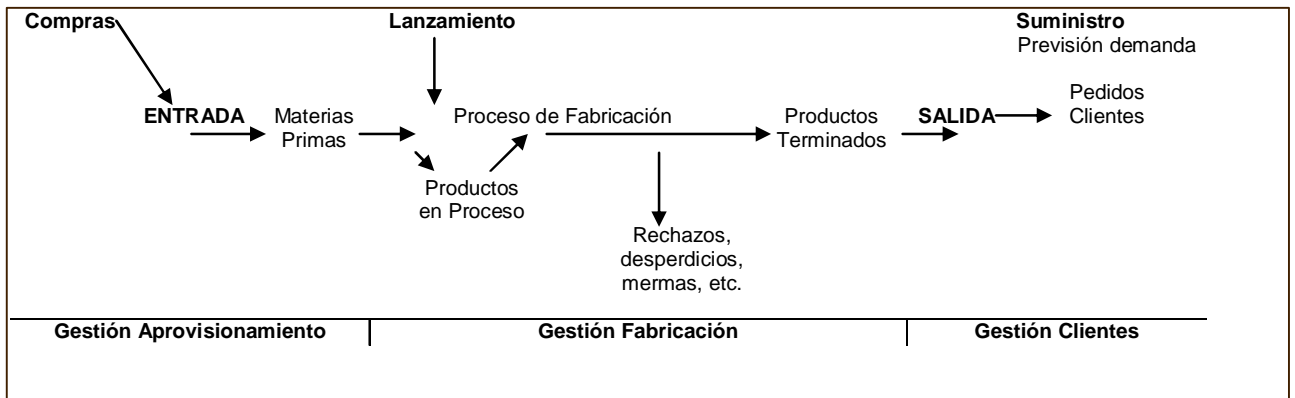 Compras
Lanzamiento
Suministro
Previsión demanda
ENTRADA
Materias
Primas
Proceso de Fabricación
Productos
Terminados
SALIDA
Pedidos
Clientes
Productos
en Proceso
Rechazos,
desperdicios,
mermas, etc.
Gestión Aprovisionamiento
Gestión Fabricación
Gestión Clientes